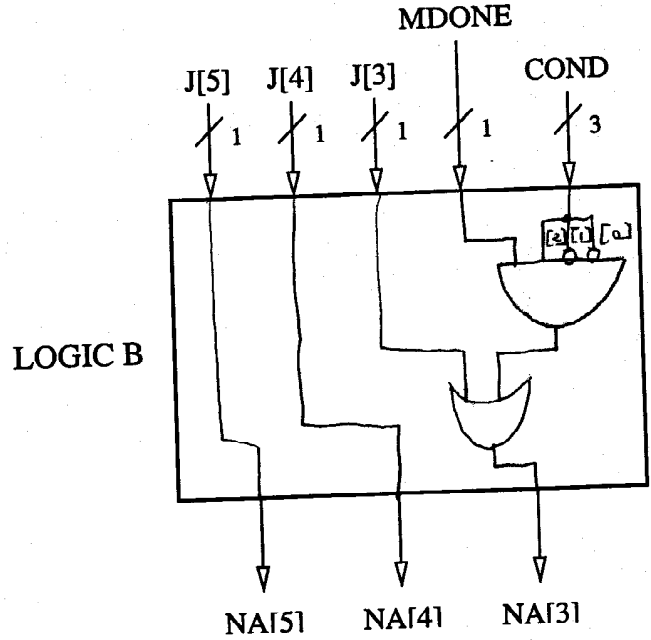 MDONE
J[5] J[4] J[3] COND
1 1 1 1 3
[2] [1] [0]
LOGIC B
NA[5] NA[4] NA[3]